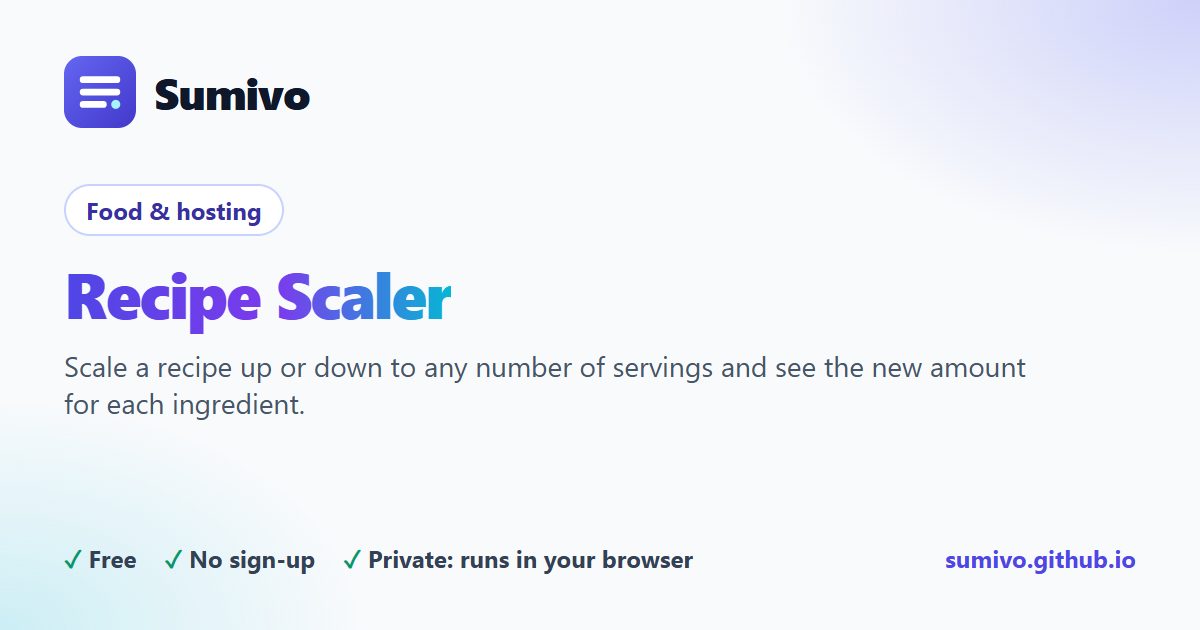 Sumivo
Food & hosting
Recipe Scaler
Scale a recipe up or down to any number of servings and see the new amount
for each ingredient.
✓ Free ✓ No sign-up ✓ Private: runs in your browser
sumivo.github.io